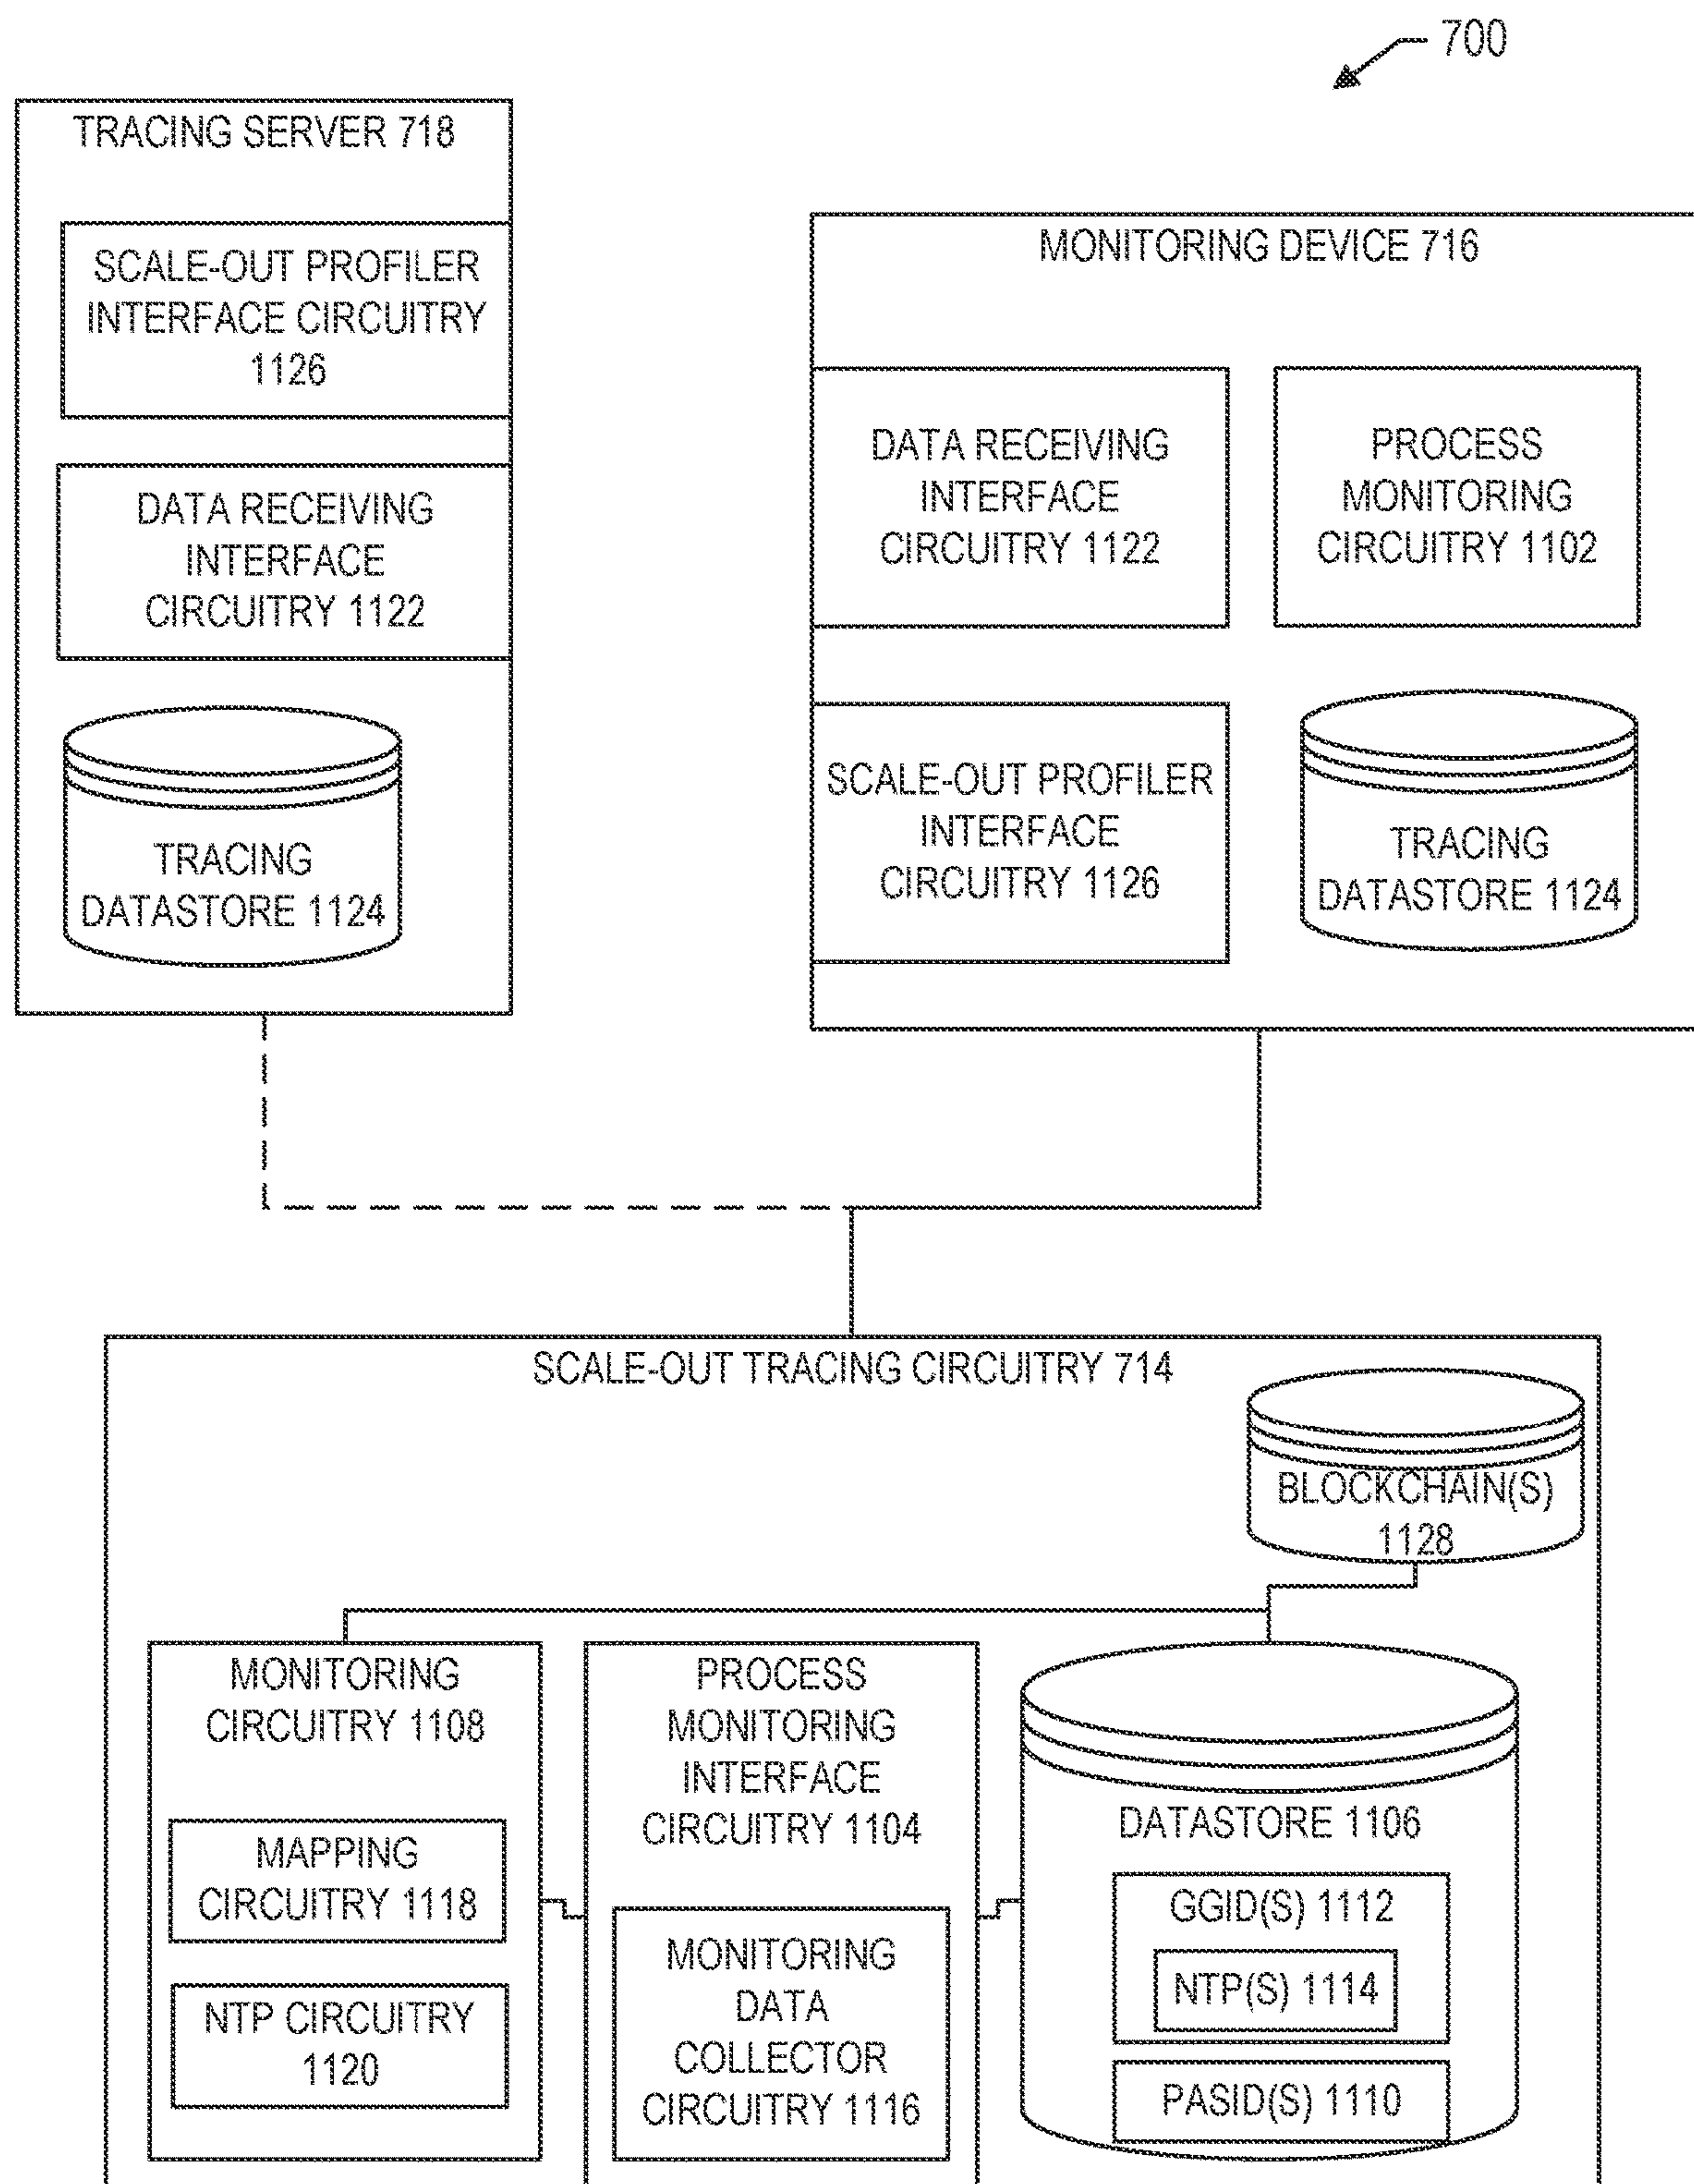 700
TRACING SERVER 718
SCALE-OUT PROFILER
INTERFACE CIRCUITRY
1126
DATA RECEIVING
INTERFACE
CIRCUITRY 1122
TRACING
DATASTORE 1124
MONITORING DEVICE 716
DATA RECEIVING
INTERFACE
CIRCUITRY 1122
PROCESS
MONITORING
CIRCUITRY 1102
SCALE-OUT PROFILER
INTERFACE
CIRCUITRY 1126
TRACING
DATASTORE 1124
SCALE-OUT TRACING CIRCUITRY 714
BLOCKCHAIN(S)
1128
MONITORING
CIRCUITRY 1108
MAPPING
CIRCUITRY 1118
NTP CIRCUITRY
1120
PROCESS
MONITORING
INTERFACE
CIRCUITRY 1104
MONITORING
DATA
COLLECTOR
CIRCUITRY 1116
DATASTORE 1106
GGID(S) 1112
NTP(S) 1114
PASID(S) 1110